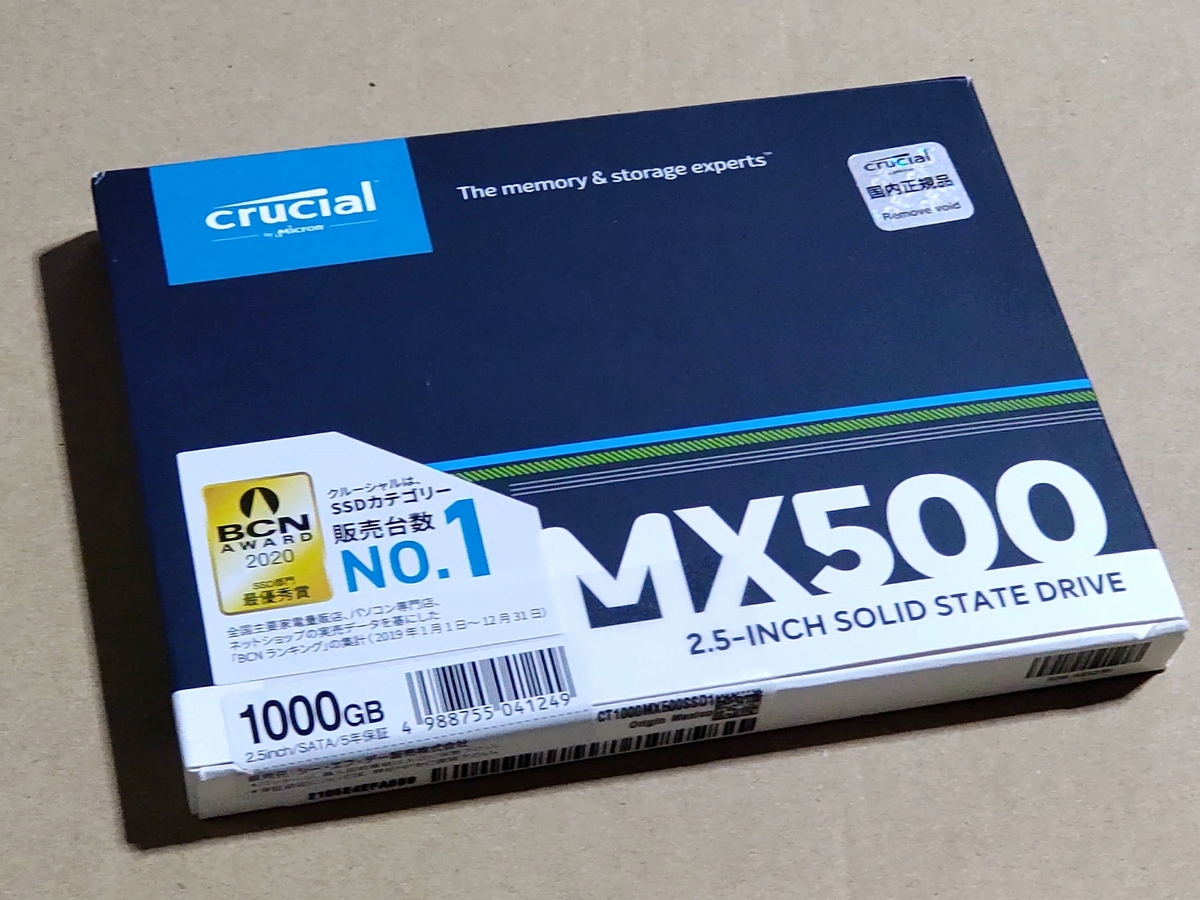 crucial
by Micron
The memory & storage experts™
crucial
国内正規品
Remove void
BCN
AWARD
2020
SSD部門
最優秀賞
クルーシャルは、
SSDカテゴリー
販売台数
NO.1
全国主要家電量販店、パソコン専門店、
ネットショップの実売データを基にした
「BCNランキング」の集計(2019年1月1日〜12月31日)
MX500
2.5-INCH SOLID STATE DRIVE
1000GB
2.5inch/SATA/5年保証
4 988755 041249
CT1000MX500SSD1
Origin Mexico